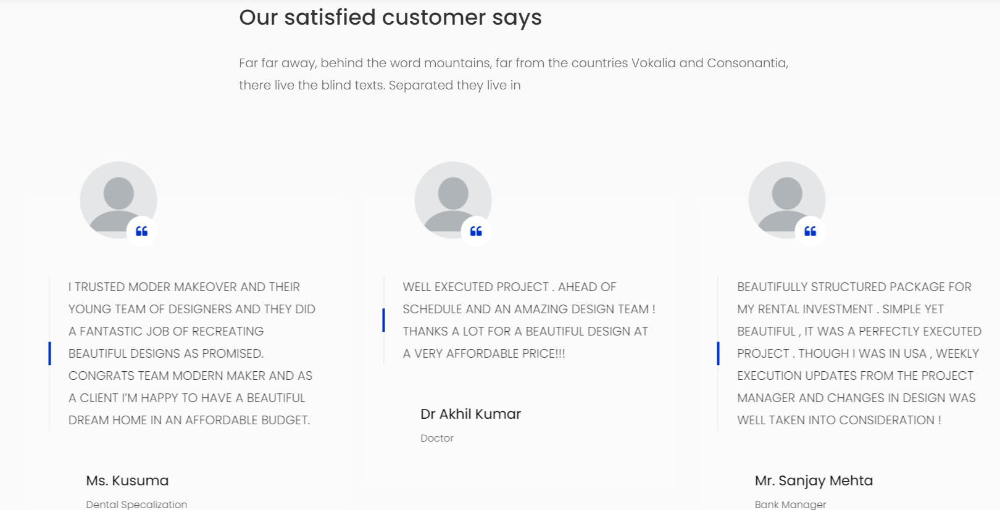 Our satisfied customer says
Far far away, behind the word mountains, far from the countries Vokalia and Consonantia,
there live the blind texts. Separated they live in
I TRUSTED MODER MAKEOVER AND THEIR
YOUNG TEAM OF DESIGNERS AND THEY DID
A FANTASTIC JOB OF RECREATING
BEAUTIFUL DESIGNS AS PROMISED.
CONGRATS TEAM MODERN MAKER AND AS
A CLIENT I’M HAPPY TO HAVE A BEAUTIFUL
DREAM HOME IN AN AFFORDABLE BUDGET.
Ms. Kusuma
Dental Specalization
WELL EXECUTED PROJECT . AHEAD OF
SCHEDULE AND AN AMAZING DESIGN TEAM !
THANKS A LOT FOR A BEAUTIFUL DESIGN AT
A VERY AFFORDABLE PRICE!!!
Dr Akhil Kumar
Doctor
BEAUTIFULLY STRUCTURED PACKAGE FOR
MY RENTAL INVESTMENT . SIMPLE YET
BEAUTIFUL , IT WAS A PERFECTLY EXECUTED
PROJECT . THOUGH I WAS IN USA , WEEKLY
EXECUTION UPDATES FROM THE PROJECT
MANAGER AND CHANGES IN DESIGN WAS
WELL TAKEN INTO CONSIDERATION !
Mr. Sanjay Mehta
Bank Manager